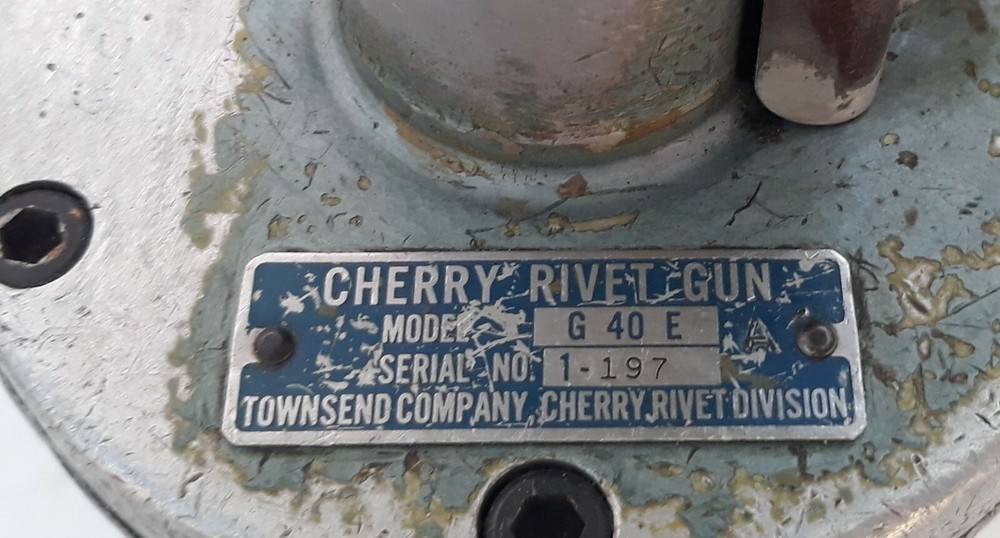 CHERRY RIVET GUN
MODEL G 40 E A
SERIAL NO. 1-197
TOWNSEND COMPANY, CHERRY RIVET DIVISION